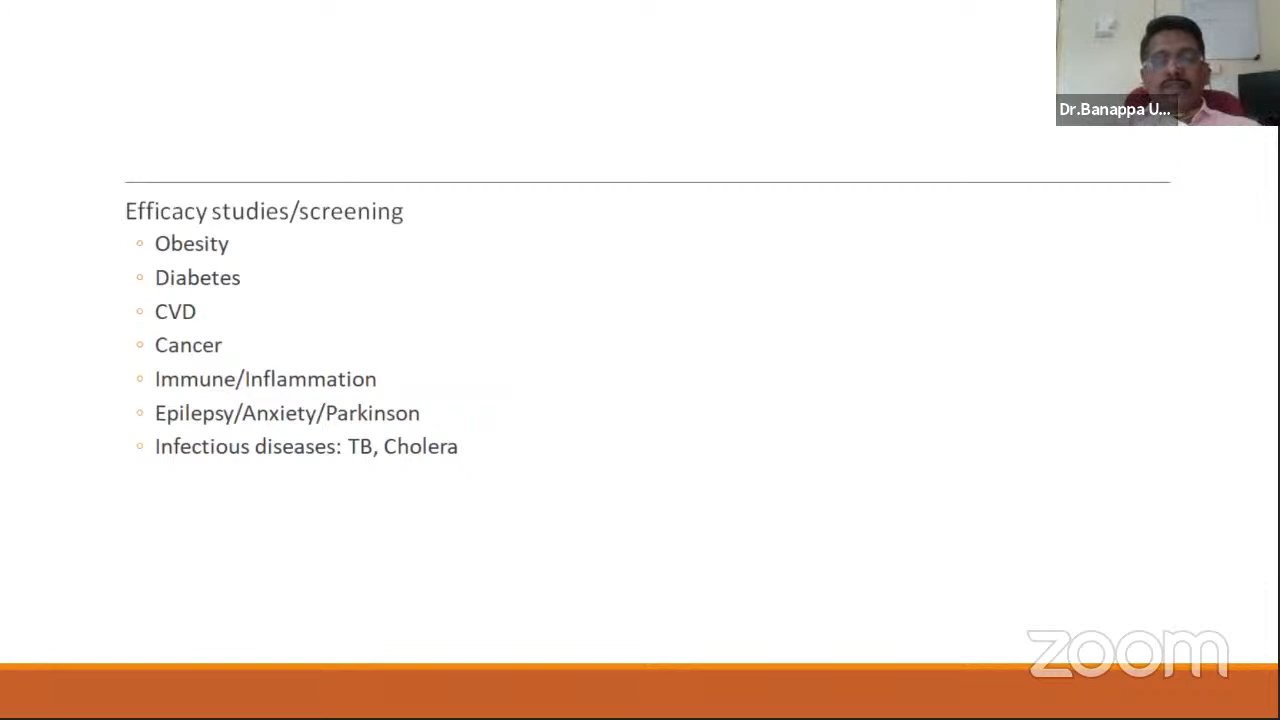 Dr.Banappa U...
Efficacy studies/screening
◦ Obesity
◦ Diabetes
◦ CVD
◦ Cancer
◦ Immune/Inflammation
◦ Epilepsy/Anxiety/Parkinson
◦ Infectious diseases: TB, Cholera
zoom